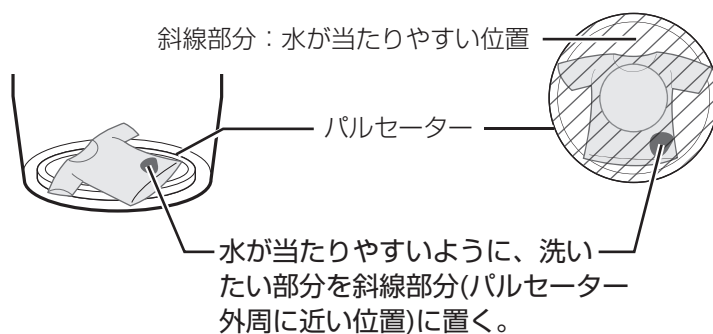 斜線部分：水が当たりやすい位置
パルセーター
水が当たりやすいように、洗い
たい部分を斜線部分(パルセーター
外周に近い位置)に置く。